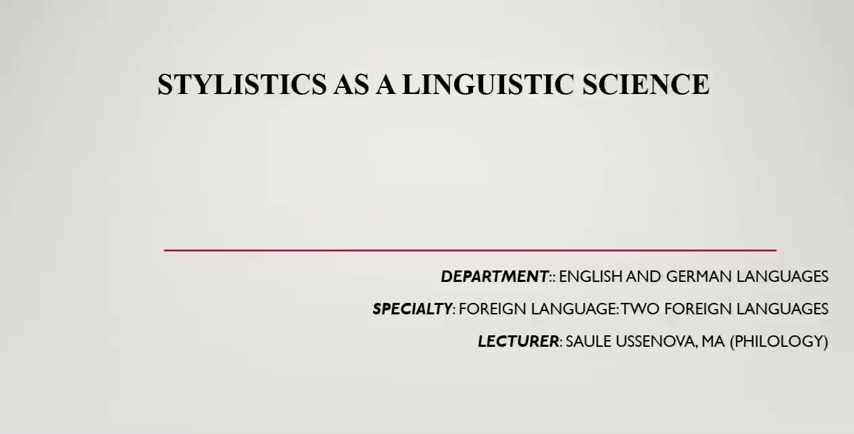 STYLISTICS AS A LINGUISTIC SCIENCE
DEPARTMENT:: ENGLISH AND GERMAN LANGUAGES
SPECIALTY: FOREIGN LANGUAGE: TWO FOREIGN LANGUAGES
LECTURER: SAULE USSENOVA, MA (PHILOLOGY)